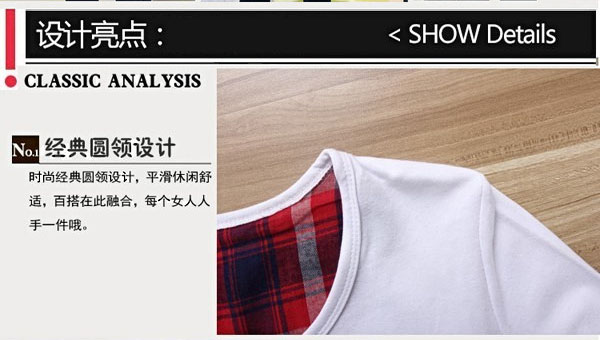 设计亮点：
< SHOW Details
CLASSIC ANALYSIS
No.1 经典圆领设计
时尚经典圆领设计，平滑休闲舒
适，百搭在此融合，每个女人人
手一件哦。